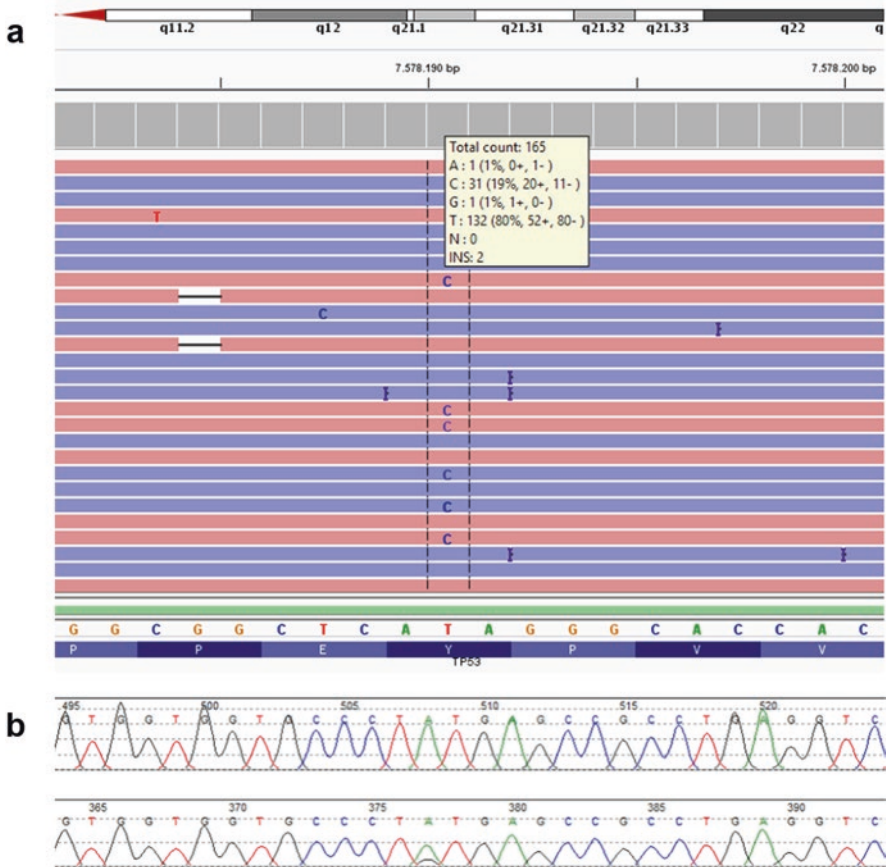 a
q11.2 q12 q21.1 q21.31 q21.32 q21.33 q22 q
7.578.190 bp 7.578.200 bp
Total count: 165
A : 1 (1%, 0+, 1- )
C : 31 (19%, 20+, 11- )
G : 1 (1%, 1+, 0- )
T : 132 (80%, 52+, 80- )
N : 0
INS: 2
T
C
C
C
C
C
C
C
G G C G G C T C A T A G G G C A C C A C
P P E Y P V V
TP53
b
495 500 505 510 515 520
G T G G T G G T G C C C T A T G A G C C G C C T G A G G T C
365 370 375 380 385 390
G T G G T G G T G C C C T A T G A G C C G C C T G A G G T C